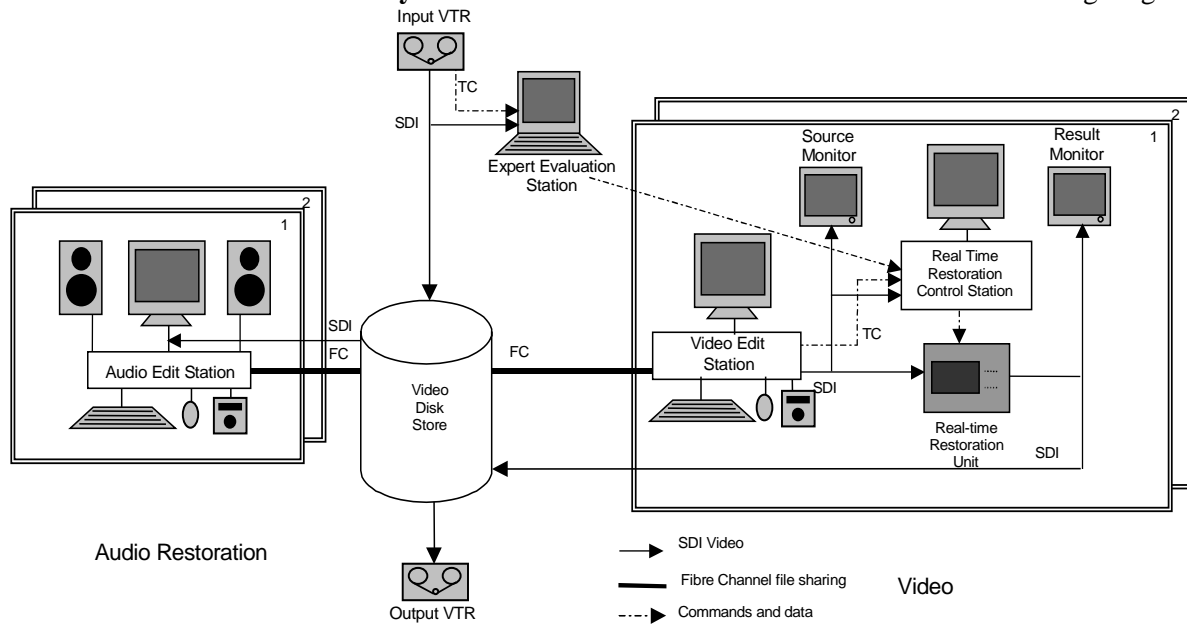 y
Input VTR
TC
SDI
Expert Evaluation
Station
2
1
Source
Monitor
Result
Monitor
Real Time
Restoration
Control Station
2
1
SDI
FC
Audio Edit Station
Video
Disk
Store
FC
Video Edit
Station
TC
SDI
Real-time
Restoration
Unit
SDI
Audio Restoration
Output VTR
SDI Video
Fibre Channel file sharing
Commands and data
Video